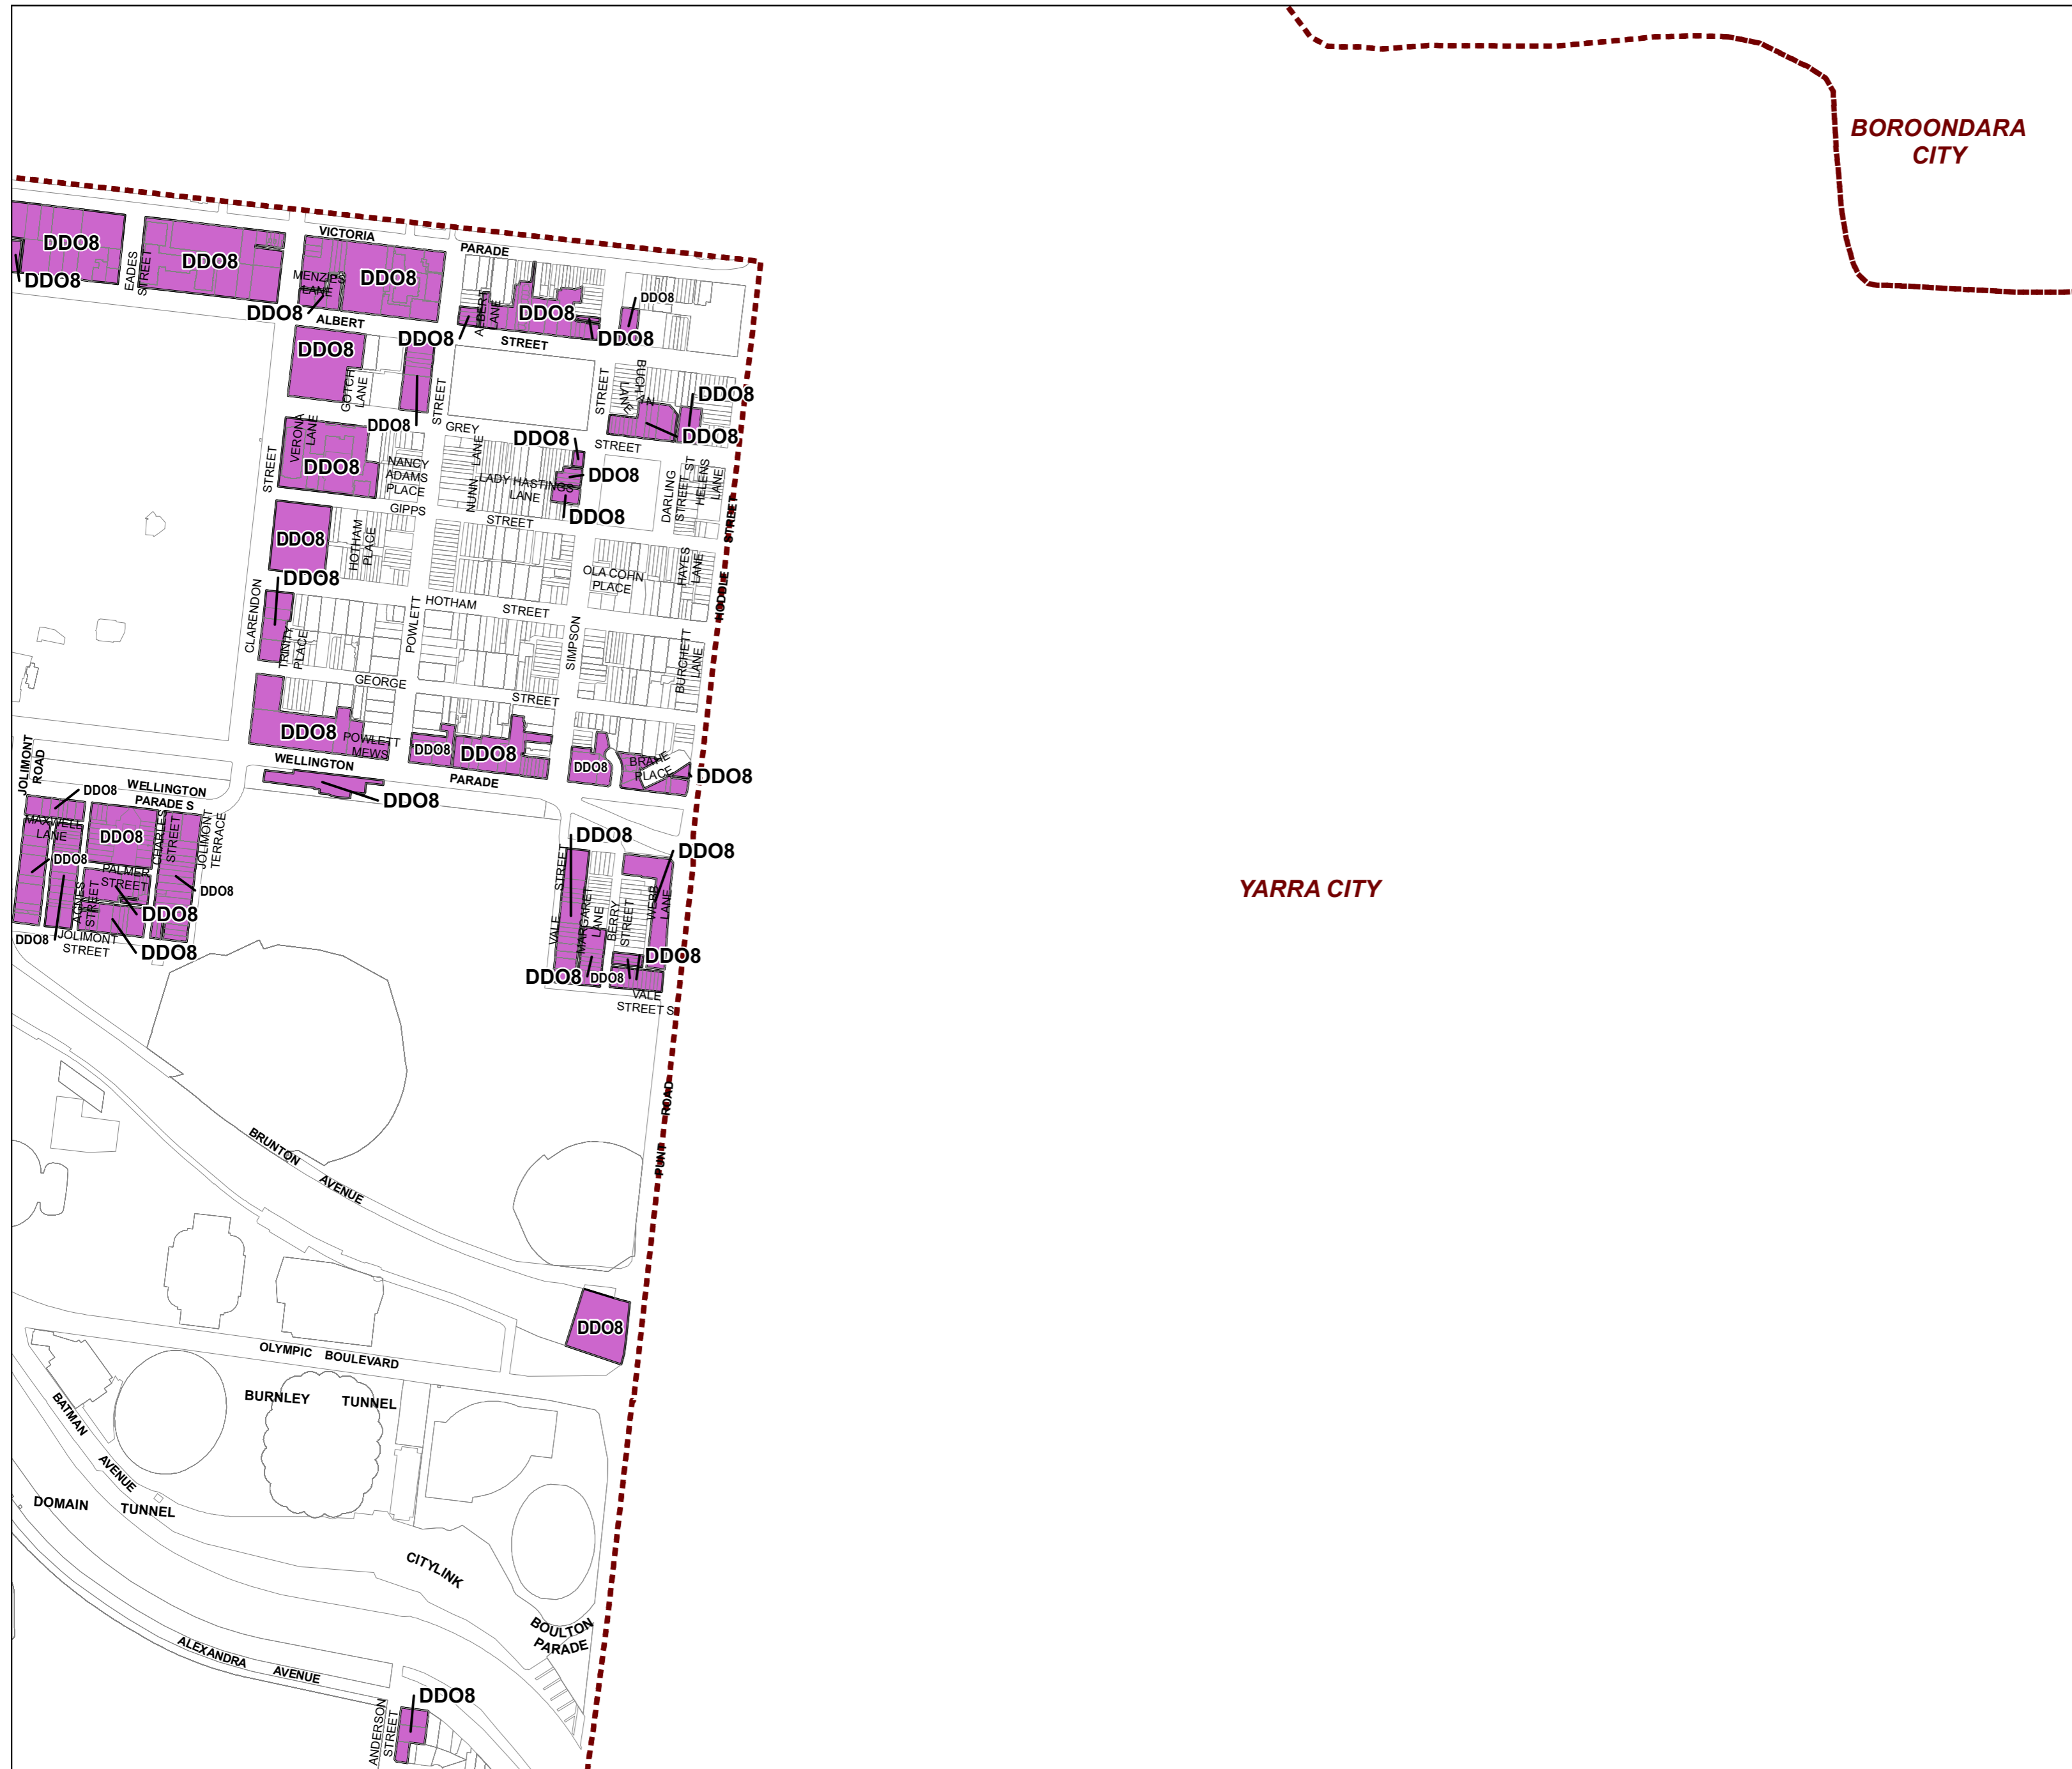 BOROONDARA
CITY
VICTORIA
PARADE
DDO8
DDO8
DDO8
DDO8
EADES
STREET
MENZIES
LANE
DDO8
ALBERT
STREET
ALBERT
LANE
DDO8
DDO8
DDO8
DDO8
DDO8
GOTCH
LANE
DDO8
STREET
STREET
BUCHAN
LANE
DDO8
DDO8
GREY
STREET
VERONA
LANE
DDO8
STREET
NANCY
ADAMS
PLACE
NUNN
LANE
LADY HASTINGS
LANE
DDO8
DDO8
DDO8
DARLING
STREET
ST
HELENS
LANE
GIPPS
STREET
HODDLE
STREET
DDO8
HOTHAM
PLACE
DDO8
OLA COHN
PLACE
HAYES
LANE
CLARENDON
HOTHAM
STREET
TRINITY
PLACE
POWLETT
SIMPSON
BURCHETT
LANE
GEORGE
STREET
DDO8
POWLETT
MEWS
DDO8
DDO8
DDO8
BRAHE
PLACE
DDO8
WELLINGTON
PARADE
DDO8
JOLIMONT
ROAD
WELLINGTON
PARADE S
DDO8
MAXWELL
LANE
DDO8
CHARLES
STREET
JOLIMONT
TERRACE
DDO8
PALMER
STREET
DDO8
AGNES
STREET
DDO8
DDO8
JOLIMONT
STREET
DDO8
DDO8
DDO8
VALE
STREET
MARGARET
LANE
BERRY
STREET
WEBB
LANE
DDO8
DDO8
DDO8
VALE
STREET S
YARRA CITY
PUNT
ROAD
BRUNTON
AVENUE
DDO8
OLYMPIC BOULEVARD
BURNLEY TUNNEL
BATMAN
AVENUE
DOMAIN TUNNEL
CITYLINK
BOULTON
PARADE
ALEXANDRA AVENUE
DDO8
ANDERSON
STREET